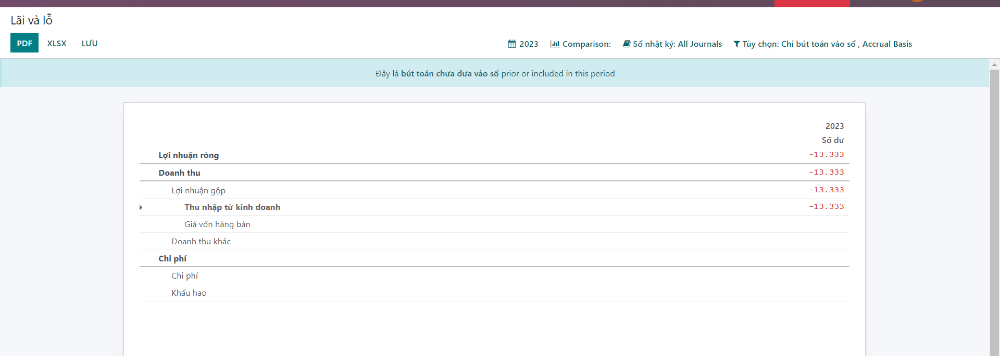 Lãi và lỗ
PDF XLSX LƯU 2023 Comparison: Sổ nhật ký: All Journals Tùy chọn: Chỉ bút toán vào sổ , Accrual Basis
Đây là bút toán chưa đưa vào sổ prior or included in this period
2023
Số dư
Lợi nhuận ròng -13.333
Doanh thu -13.333
Lợi nhuận gộp -13.333
Thu nhập từ kinh doanh -13.333
Giá vốn hàng bán
Doanh thu khác
Chi phí
Chi phí
Khấu hao